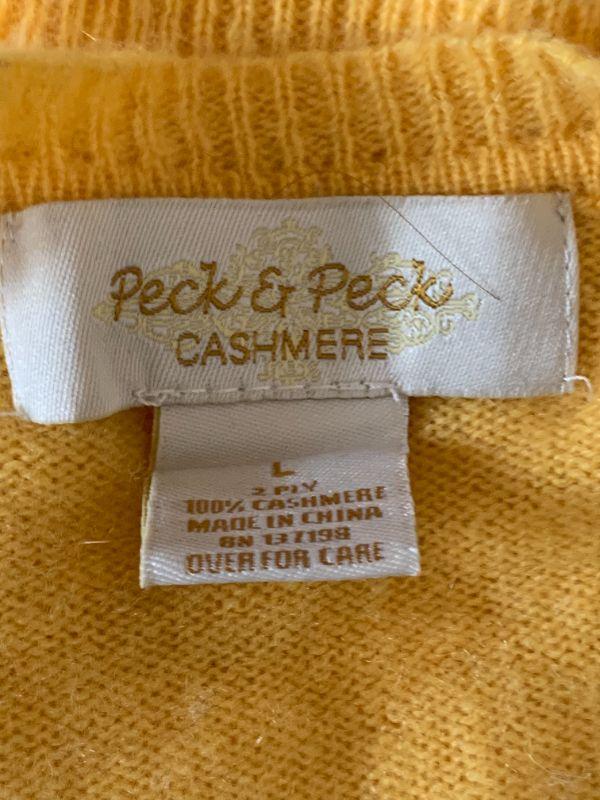 Peck & Peck
CASHMERE
L
2 PLY
100% CASHMERE
MADE IN CHINA
RN 137198
OVER FOR CARE